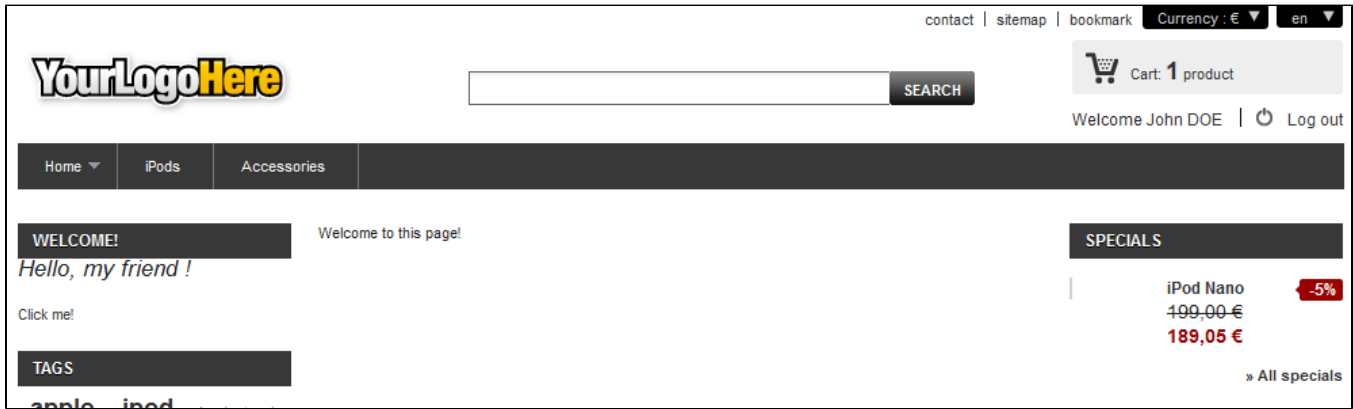 contact | sitemap | bookmark Currency : € ▼ en ▼
YourLogoHere
SEARCH
Cart: 1 product
Welcome John DOE | Log out
Home iPods Accessories
WELCOME!
Hello, my friend !
Click me!
TAGS
apple ipod
Welcome to this page!
SPECIALS
iPod Nano -5%
199,00 €
189,05 €
» All specials